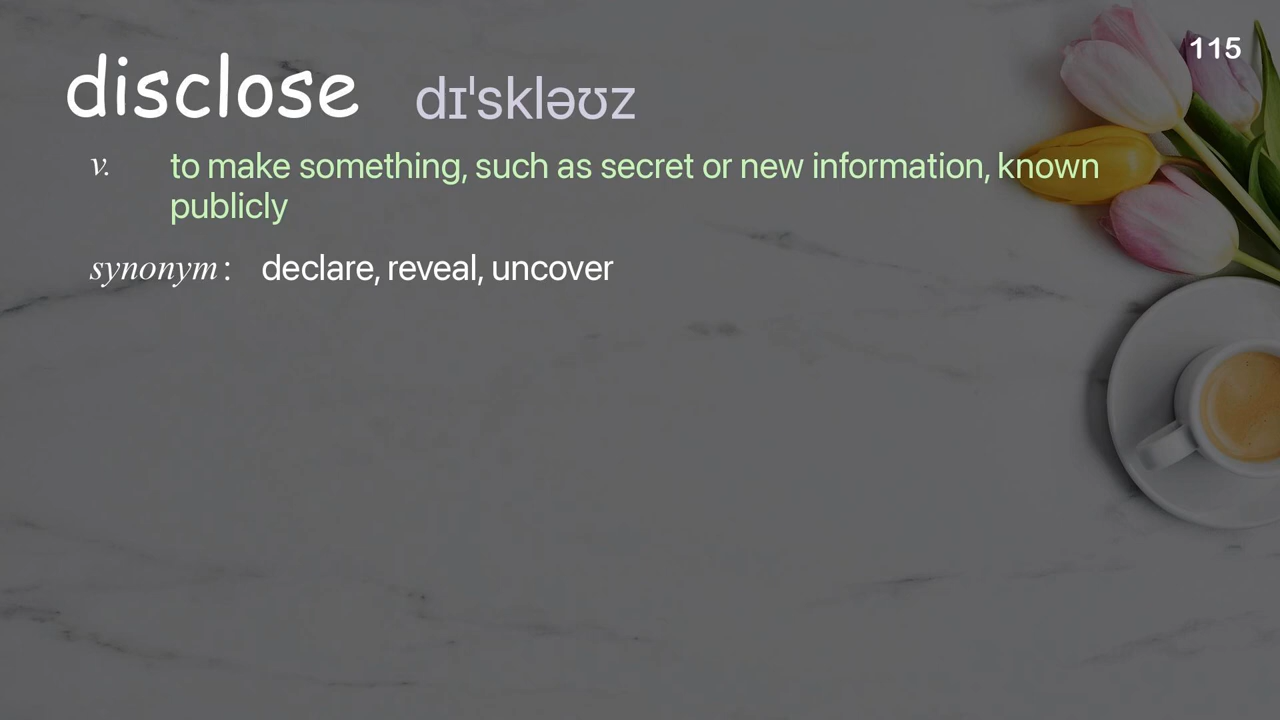 115
disclose dɪˈskləʊz
v. to make something, such as secret or new information, known
publicly
synonym: declare, reveal, uncover